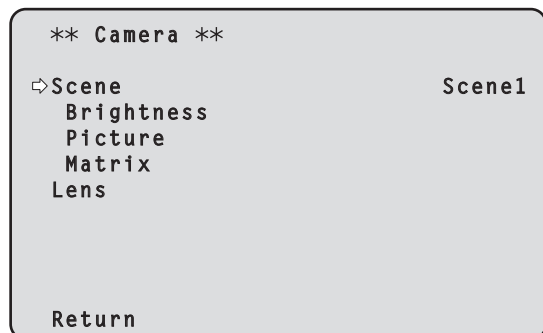 ** Camera **
⇨Scene Scene1
Brightness
Picture
Matrix
Lens
Return